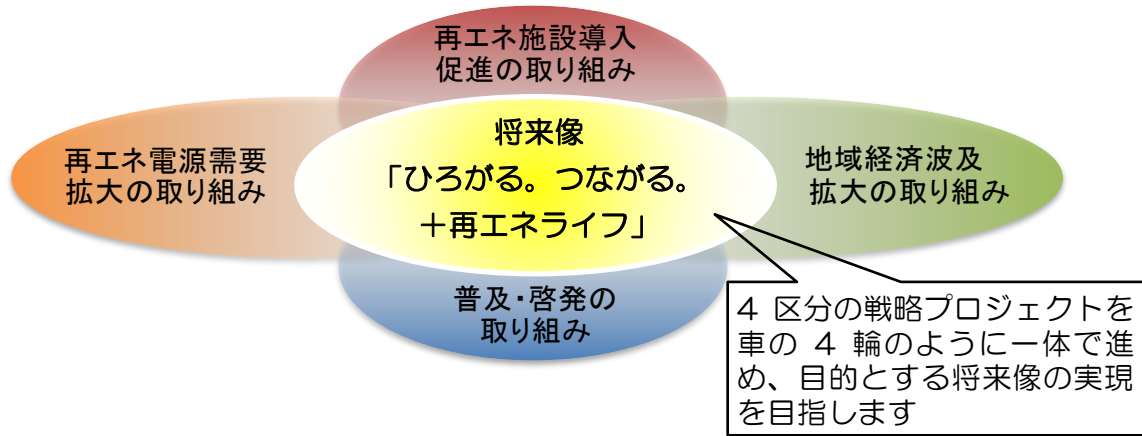 再エネ施設導入
促進の取り組み
再エネ電源需要
拡大の取り組み
将来像
「ひろがる。つながる。
＋再エネライフ」
地域経済波及
拡大の取り組み
普及・啓発の
取り組み
4 区分の戦略プロジェクトを
車の 4 輪のように一体で進
め、目的とする将来像の実現
を目指します